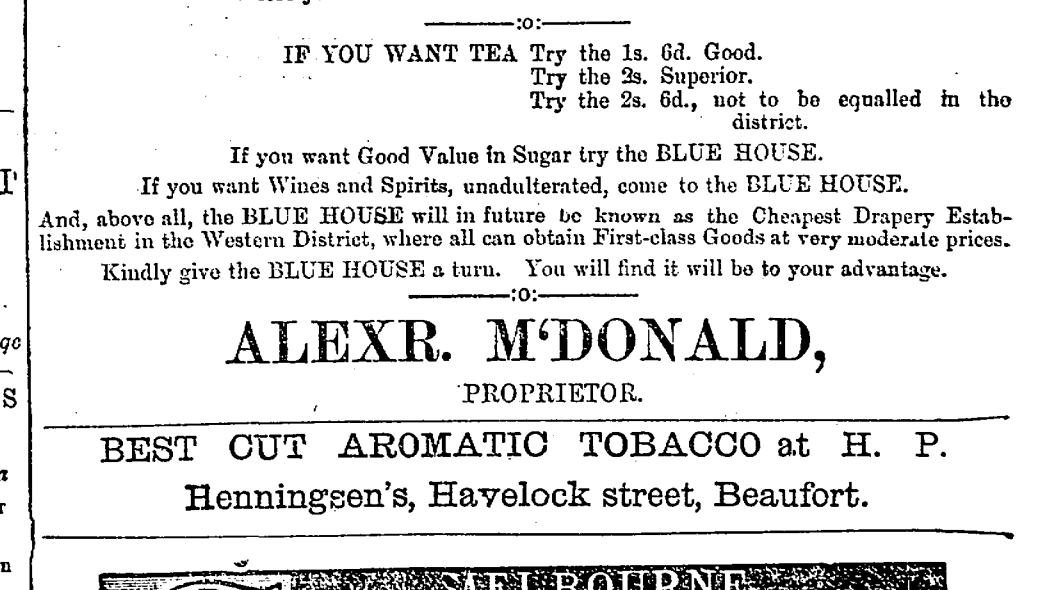 :o:
IF YOU WANT TEA Try the 1s. 6d. Good.
Try the 2s. Superior.
Try the 2s. 6d., not to be equalled in the
district.
If you want Good Value in Sugar try the BLUE HOUSE.
If you want Wines and Spirits, unadulterated, come to the BLUE HOUSE.
And, above all, the BLUE HOUSE will in future be known as the Cheapest Drapery Estab-
lishment in the Western District, where all can obtain First-class Goods at very moderate prices.
Kindly give the BLUE HOUSE a turn. You will find it will be to your advantage.
:o:
ALEXR. M‘DONALD,
PROPRIETOR.
BEST CUT AROMATIC TOBACCO at H. P.
Henningsen's, Havelock street, Beaufort.
MELBOURNE